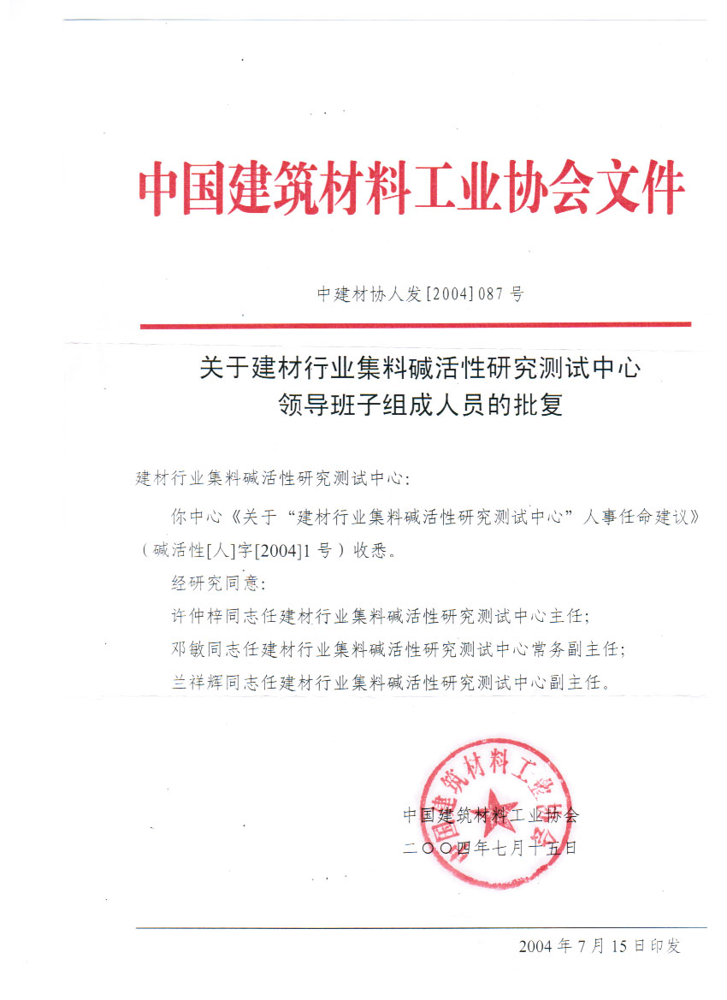 中国建筑材料工业协会文件
中建材协人发[2004]087号
关于建材行业集料碱活性研究测试中心
领导班子组成人员的批复
建材行业集料碱活性研究测试中心：
你中心《关于“建材行业集料碱活性研究测试中心”人事任命建议》
（碱活性[人]字[2004]1号）收悉。
经研究同意：
许仲梓同志任建材行业集料碱活性研究测试中心主任；
邓敏同志任建材行业集料碱活性研究测试中心常务副主任；
兰祥辉同志任建材行业集料碱活性研究测试中心副主任。
中国建筑材料工业协会
中国建筑材料工业协会
二〇〇四年七月十五日
2004年7月15日印发